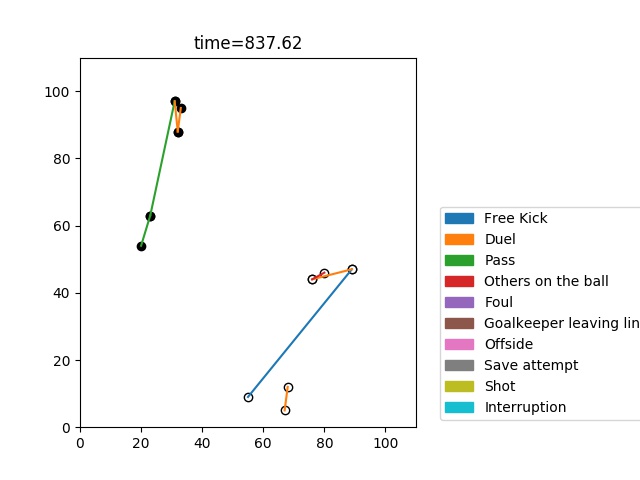 time=837.62
100
80
60
40
20
0
0 20 40 60 80 100
Free Kick
Duel
Pass
Others on the ball
Foul
Goalkeeper leaving lin
Offside
Save attempt
Shot
Interruption